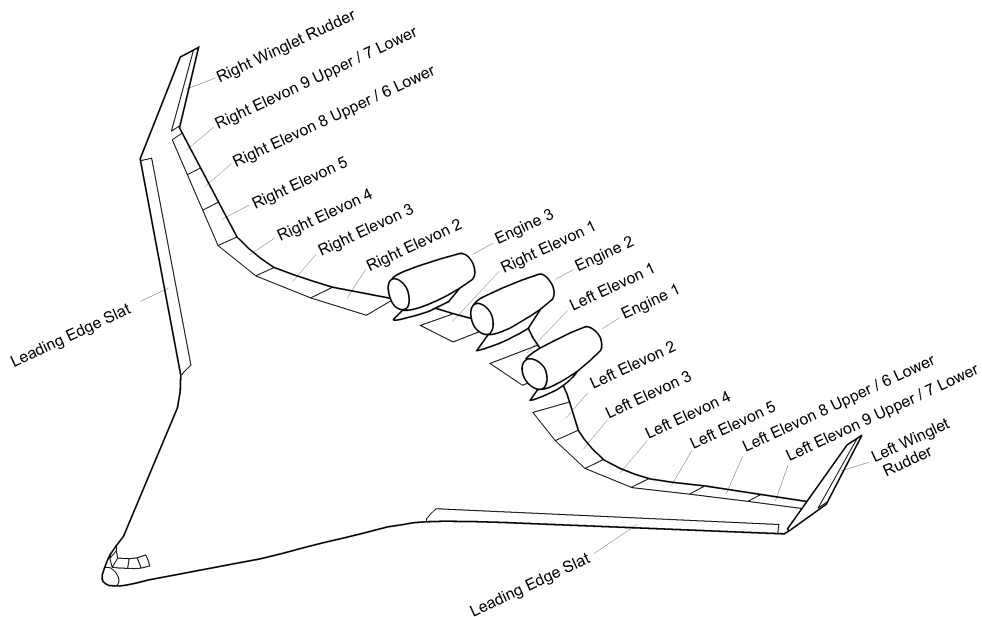 Right Winglet Rudder
Right Elevon 9 Upper / 7 Lower
Right Elevon 8 Upper / 6 Lower
Right Elevon 5
Right Elevon 4
Right Elevon 3
Right Elevon 2
Engine 3
Right Elevon 1
Engine 2
Left Elevon 1
Engine 1
Leading Edge Slat
Left Elevon 2
Left Elevon 3
Left Elevon 4
Left Elevon 5
Left Elevon 8 Upper / 6 Lower
Left Elevon 9 Upper / 7 Lower
Left Winglet
Rudder
Leading Edge Slat